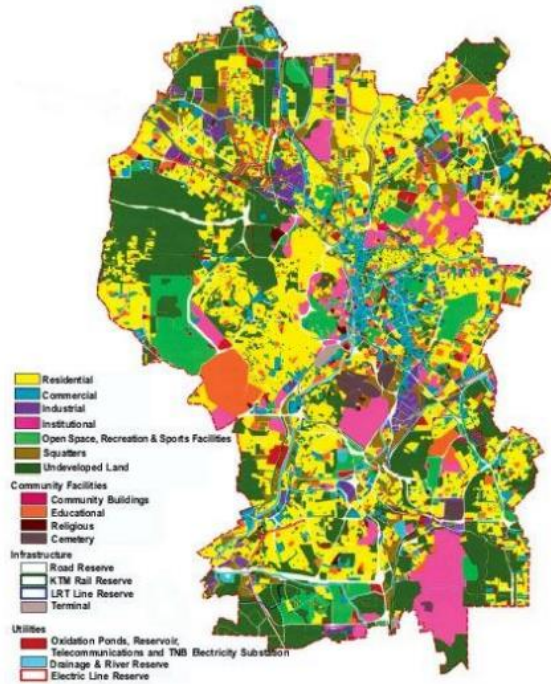 Residential
Commercial
Industrial
Institutional
Open Space, Recreation & Sports Facilities
Squatters
Undeveloped Land
Community Facilities
Community Buildings
Educational
Religious
Cemetery
Infrastructure
Road Reserve
KTM Rail Reserve
LRT Line Reserve
Terminal
Utilities
Oxidation Ponds, Reservoir,
Telecommunications and TNB Electricity Substation
Drainage & River Reserve
Electric Line Reserve